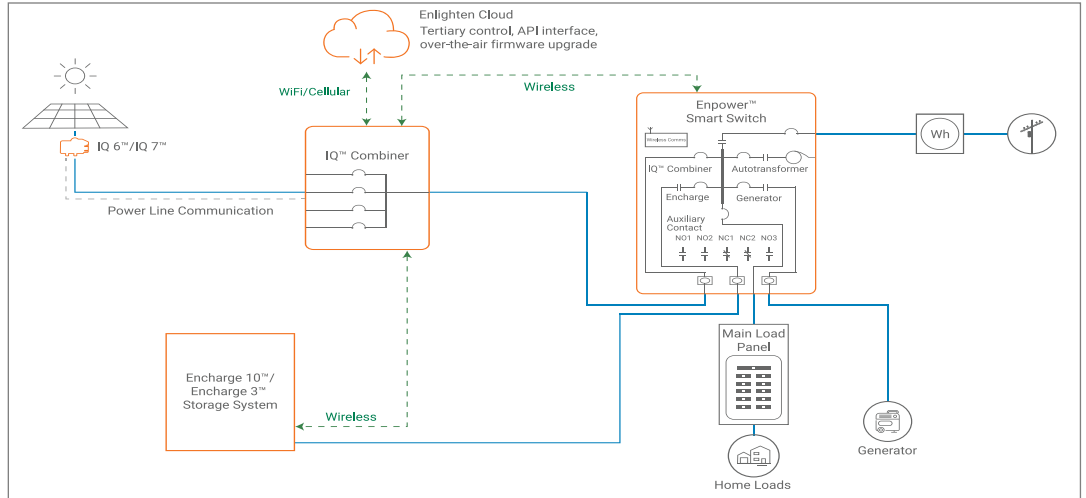 Enlighten Cloud
Tertiary control, API interface,
over-the-air firmware upgrade
WiFi/Cellular
Wireless
IQ 6™/IQ 7™
Power Line Communication
IQ™ Combiner
Enpower™
Smart Switch
Wireless Comms
IQ™ Combiner
Autotransformer
Encharge
Generator
Auxiliary
Contact
NO1 NO2 NC1 NC2 NO3
Wh
Encharge 10™/
Encharge 3™
Storage System
Wireless
Main Load
Panel
Home Loads
Generator